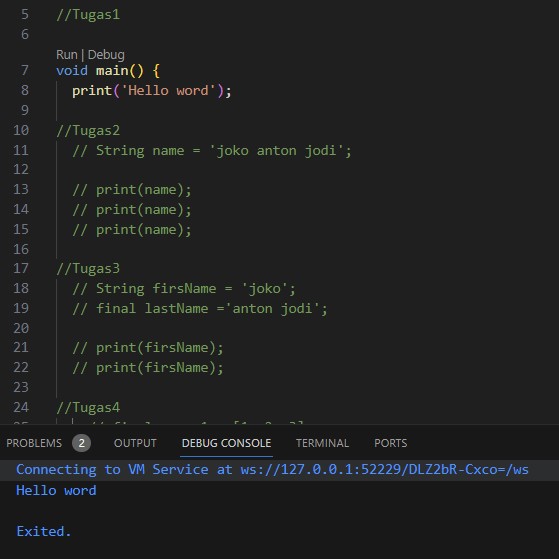 5 //Tugas1
6
Run | Debug
7 void main() {
8 print('Hello word');
9
10 //Tugas2
11 // String name = 'joko anton jodi';
12
13 // print(name);
14 // print(name);
15 // print(name);
16
17 //Tugas3
18 // String firsName = 'joko';
19 // final lastName ='anton jodi';
20
21 // print(firsName);
22 // print(firsName);
23
24 //Tugas4
PROBLEMS 2 OUTPUT DEBUG CONSOLE TERMINAL PORTS
Connecting to VM Service at ws://127.0.0.1:52229/DLZ2bR-Cxco=/ws
Hello word
Exited.